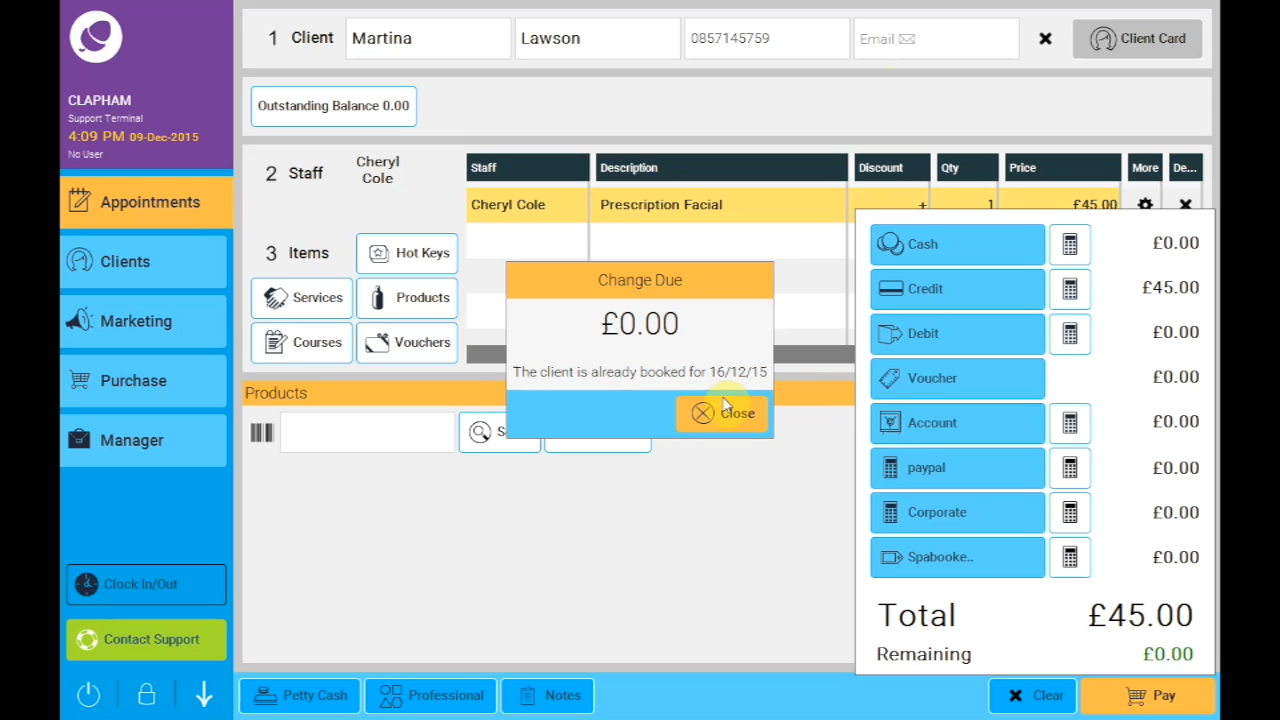 1 Client Martina Lawson 0857145759 Email Client Card
CLAPHAM
Support Terminal
4:09 PM 09-Dec-2015
No User
Outstanding Balance 0.00
Appointments
Clients
Marketing
Purchase
Manager
Clock In/Out
Contact Support
2 Staff Cheryl Cole
3 Items Hot Keys
Services Products
Courses Vouchers
Staff Description Discount Qty Price More De...
Cheryl Cole Prescription Facial + 1 £45.00
Change Due
£0.00
The client is already booked for 16/12/15
Close
Products
Cash £0.00
Credit £45.00
Debit £0.00
Voucher £0.00
Account £0.00
paypal £0.00
Corporate £0.00
Spabooke.. £0.00
Total £45.00
Remaining £0.00
Petty Cash Professional Notes Clear Pay